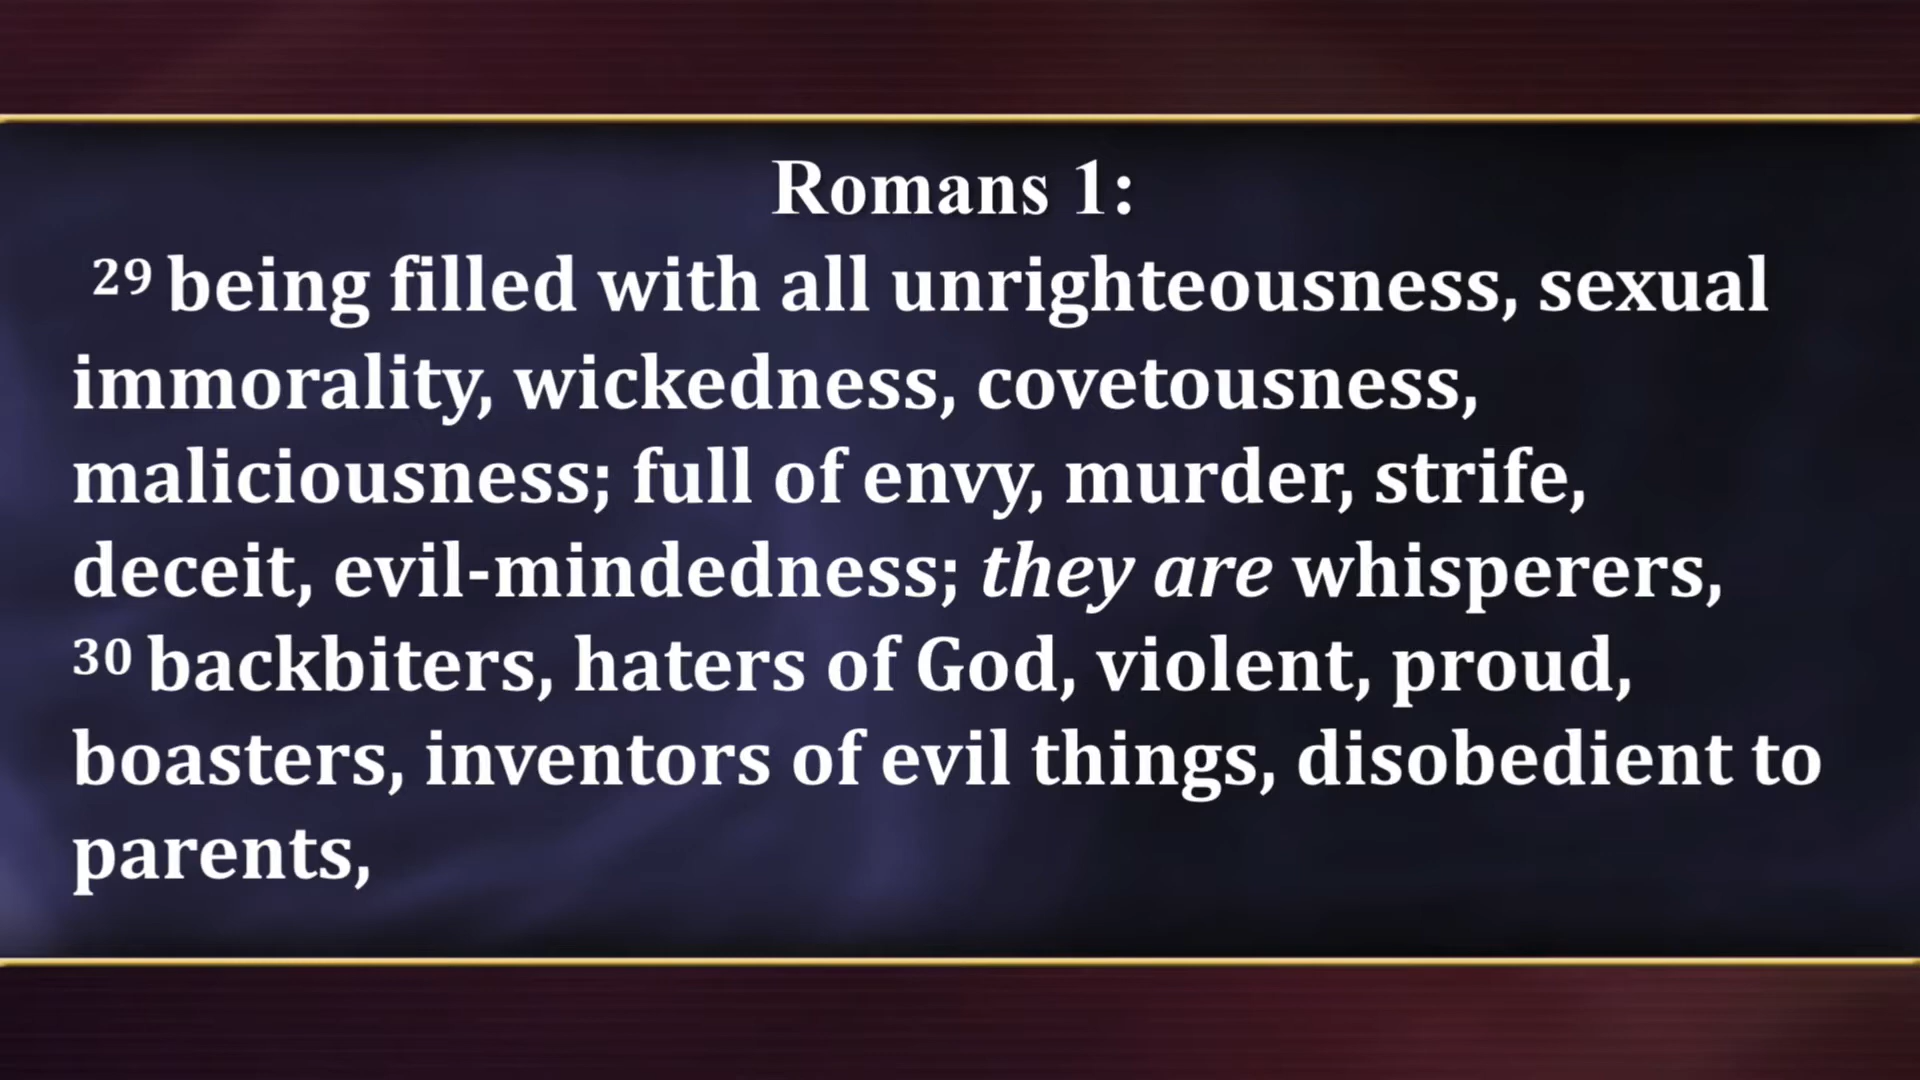 Romans 1:
29 being filled with all unrighteousness, sexual
immorality, wickedness, covetousness,
maliciousness; full of envy, murder, strife,
deceit, evil-mindedness; they are whisperers,
30 backbiters, haters of God, violent, proud,
boasters, inventors of evil things, disobedient to
parents,